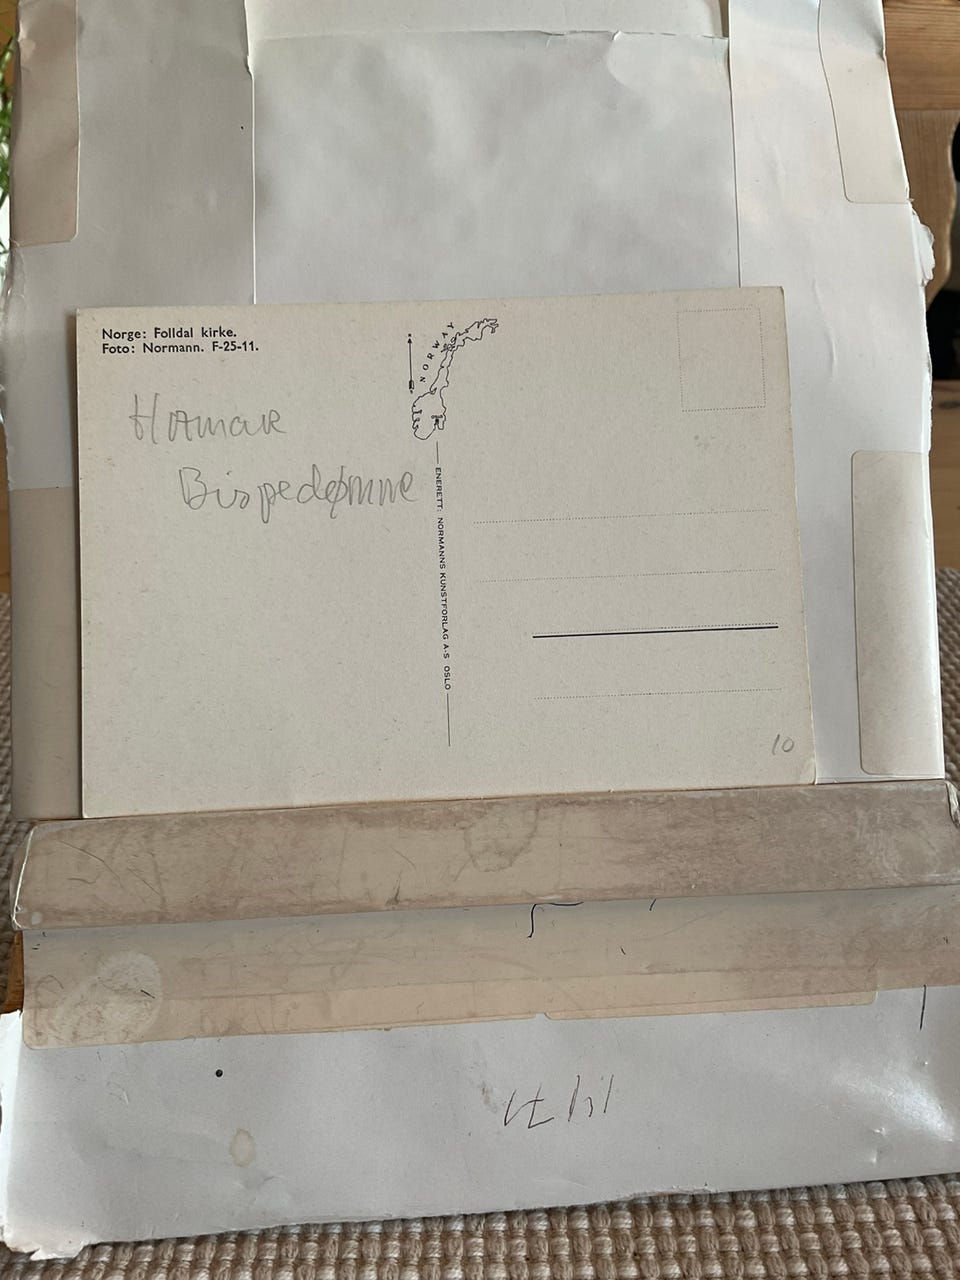 Norge: Folldal kirke.
Foto: Normann. F-25-11.
NORWAY
Hamar
Bispedømme
ENERETT: NORMANNS KUNSTFORLAG A-S OSLO
10